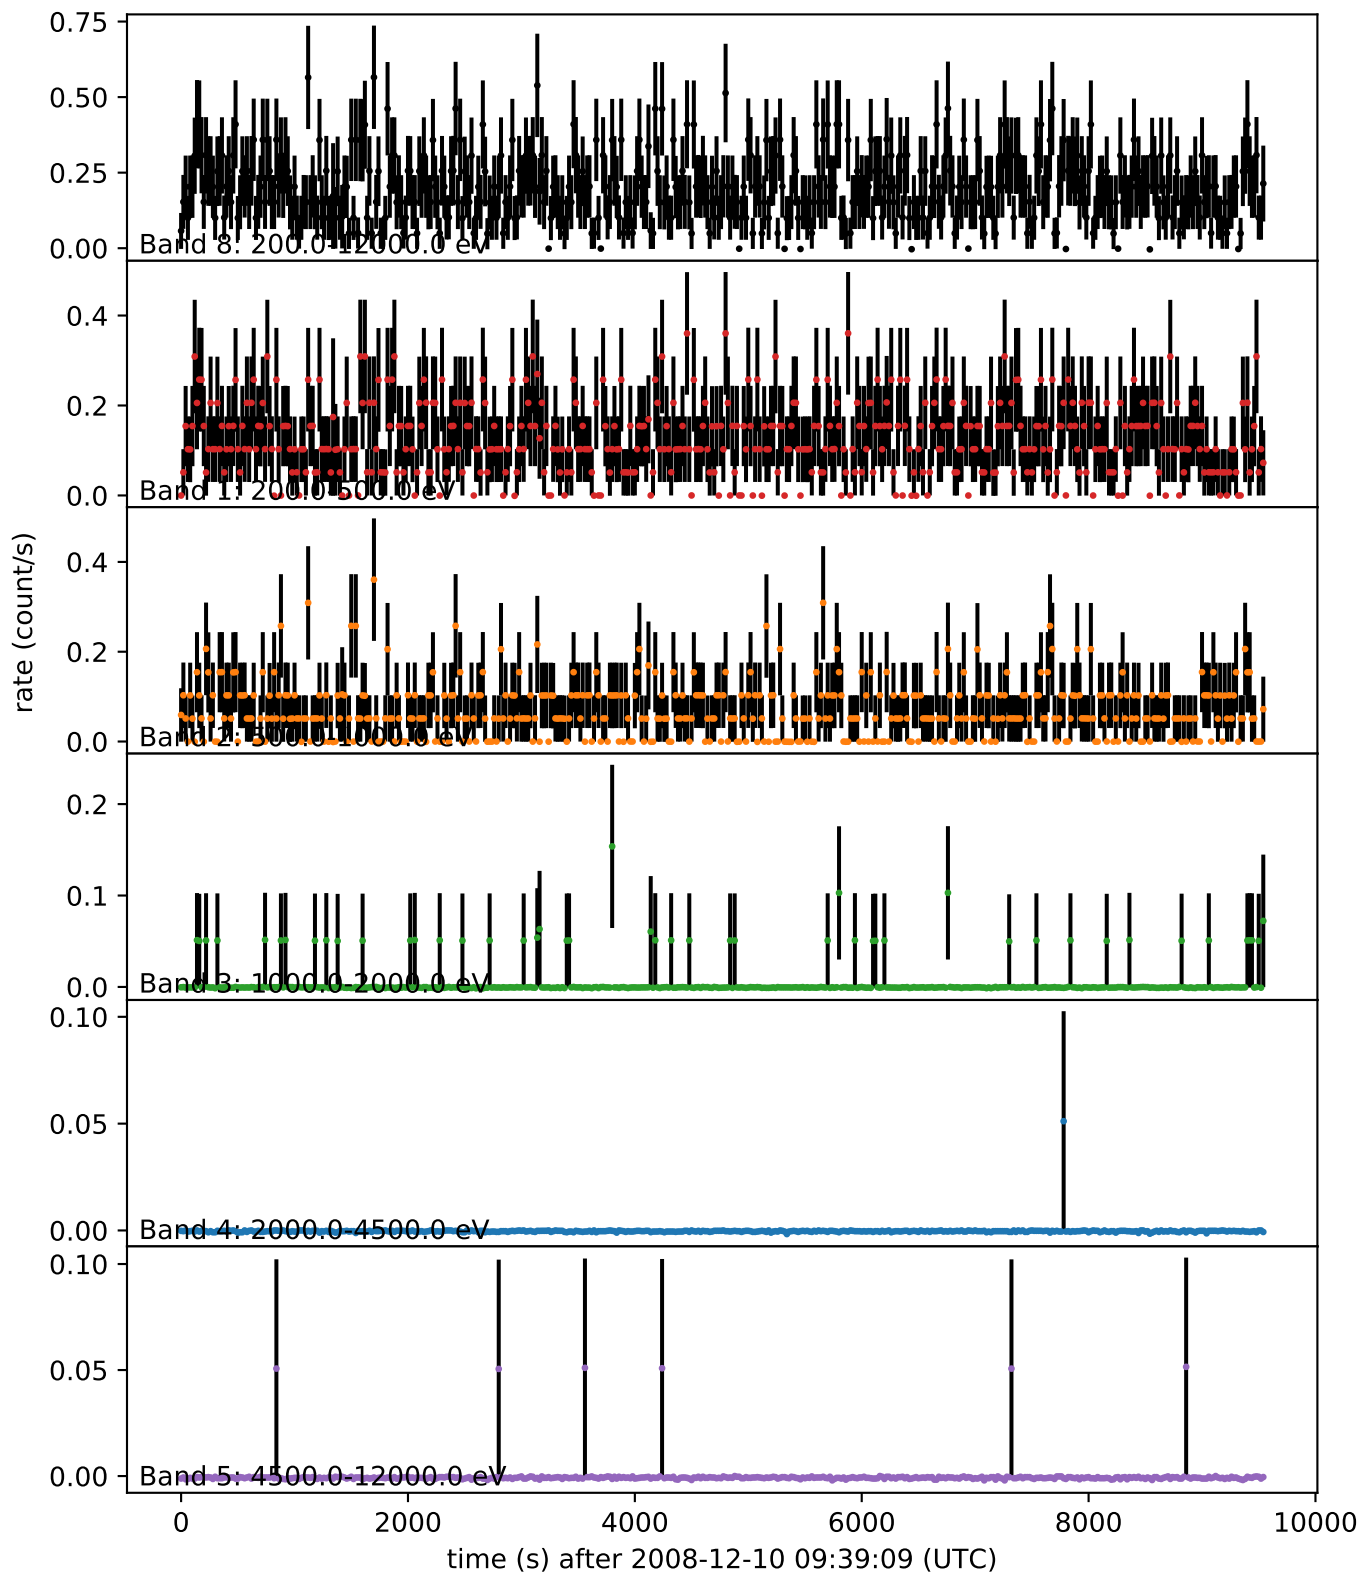 0.75
0.50
0.25
0.00
Band 8: 200.0-12000.0 eV
0.4
0.2
0.0
Band 1: 200.0-500.0 eV
rate (count/s)
0.4
0.2
0.0
Band 2: 500.0-1000.0 eV
0.2
0.1
0.0
Band 3: 1000.0-2000.0 eV
0.10
0.05
0.00
Band 4: 2000.0-4500.0 eV
0.10
0.05
0.00
Band 5: 4500.0-12000.0 eV
0 2000 4000 6000 8000 10000
time (s) after 2008-12-10 09:39:09 (UTC)